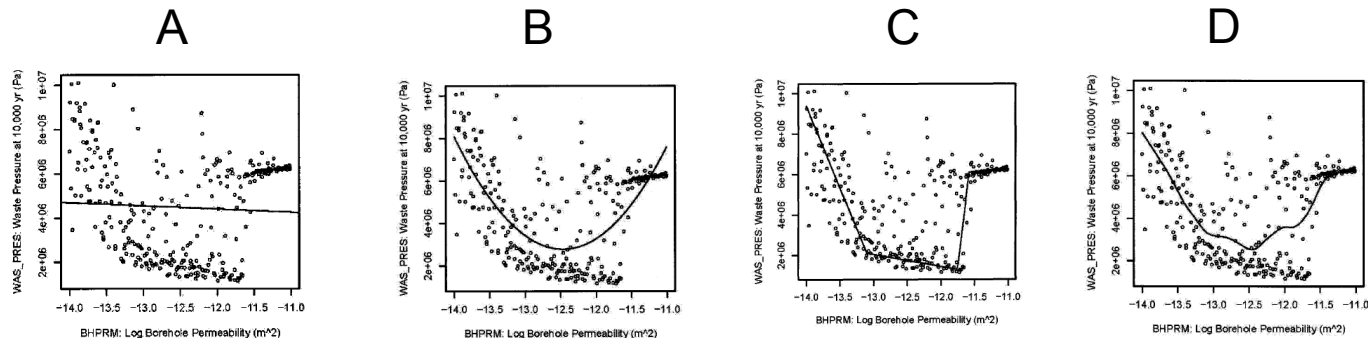 A
B
C
D
WAS_PRES: Waste Pressure at 10,000 yr (Pa)
1e+07
8e+06
6e+06
4e+06
2e+06
-14.0 -13.5 -13.0 -12.5 -12.0 -11.5 -11.0
BHPRM: Log Borehole Permeability (m^2)
WAS_PRES: Waste Pressure at 10,000 yr (Pa)
1e+07
8e+06
6e+06
4e+06
2e+06
-14.0 -13.5 -13.0 -12.5 -12.0 -11.5 -11.0
BHPRM: Log Borehole Permeability (m^2)
WAS_PRES: Waste Pressure at 10,000 yr (Pa)
1e+07
8e+06
6e+06
4e+06
2e+06
-14.0 -13.5 -13.0 -12.5 -12.0 -11.5 -11.0
BHPRM: Log Borehole Permeability (m^2)
WAS_PRES: Waste Pressure at 10,000 yr (Pa)
1e+07
8e+06
6e+06
4e+06
2e+06
-14.0 -13.5 -13.0 -12.5 -12.0 -11.5 -11.0
BHPRM: Log Borehole Permeability (m^2)